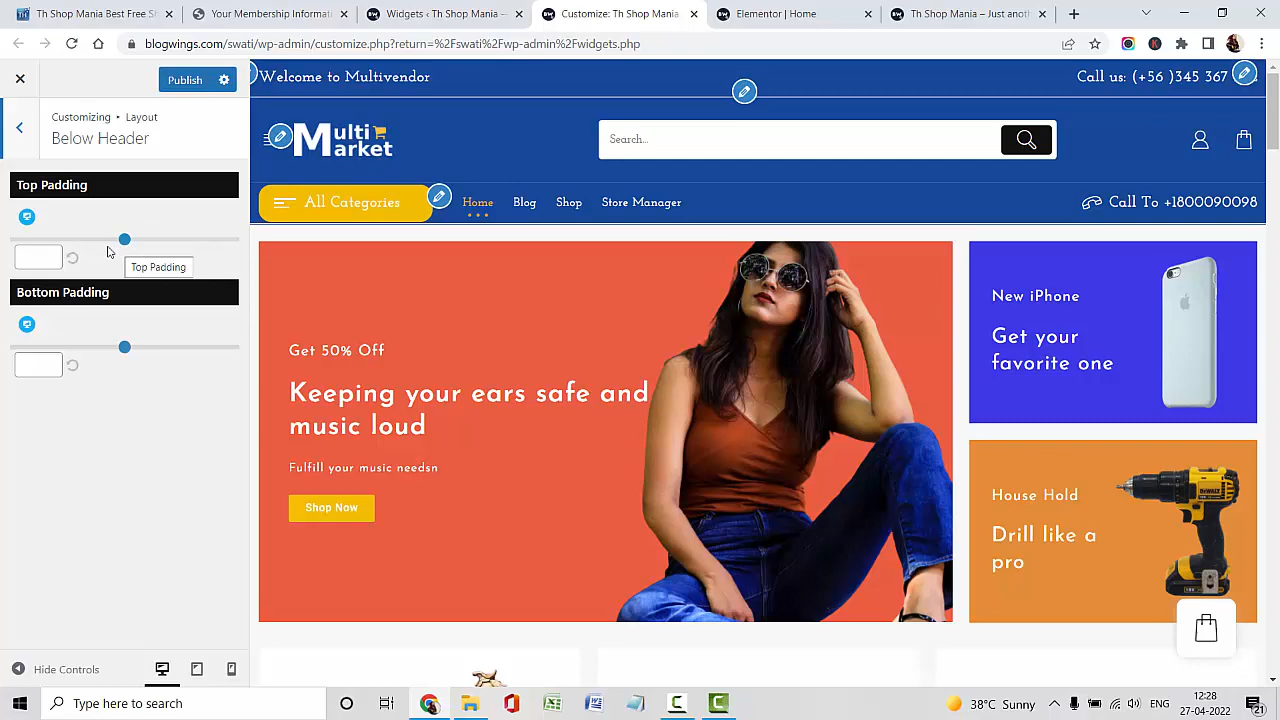 Th Shop Mania Best Free S
Your Membership Informati
Widgets ‹ Th Shop Mania —
Customize: Th Shop Mania
Elementor | Home
Th Shop Mania – Just anoth
blogwings.com/swati/wp-admin/customize.php?return=%2Fswati%2Fwp-admin%2Fwidgets.php
Publish
Customizing ▸ Layout
Below Header
Top Padding
Top Padding
Bottom Padding
Hide Controls
Welcome to Multivendor
Call us: (+56 )345 367
Multi
Market
Search...
All Categories
Home
Blog
Shop
Store Manager
Call To +1800090098
Get 50% Off
Keeping your ears safe and
music loud
Fulfill your music needsn
Shop Now
New iPhone
Get your
favorite one
House Hold
Drill like a
pro
Type here to search
38°C Sunny
ENG
12:28
27-04-2022
21